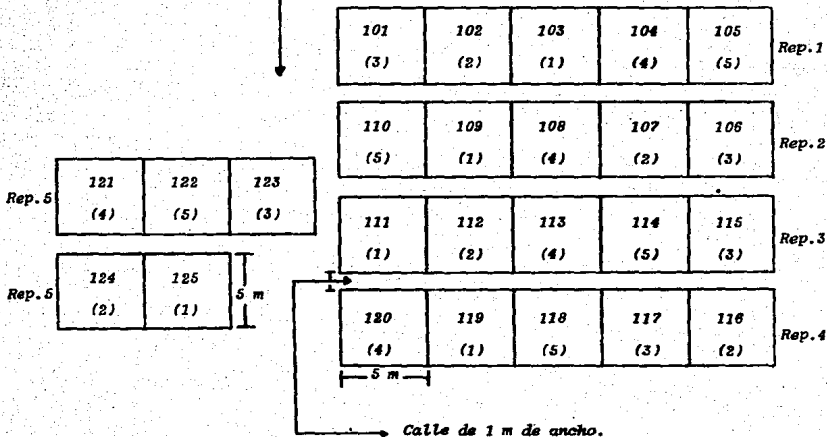 101 102 103 104 105
(3) (2) (1) (4) (5)
Rep.1
110 109 108 107 106
(5) (1) (4) (2) (3)
Rep.2
121 122 123
Rep.5
(4) (5) (3)
111 112 113 114 115
(1) (2) (4) (5) (3)
Rep.3
124 125
Rep.5
(2) (1)
5 m
120 119 118 117 116
(4) (1) (5) (3) (2)
Rep.4
5 m
Calle de 1 m de ancho.